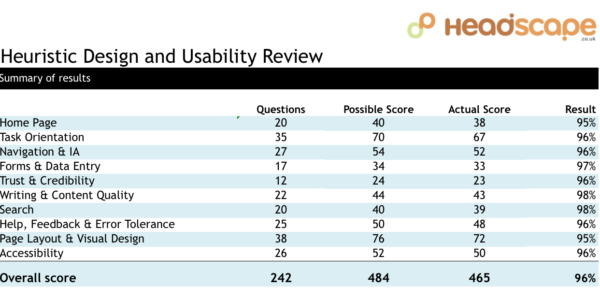 Headscape
.co.uk
Heuristic Design and Usability Review
Summary of results
Questions Possible Score Actual Score Result
Home Page 20 40 38 95%
Task Orientation 35 70 67 96%
Navigation & IA 27 54 52 96%
Forms & Data Entry 17 34 33 97%
Trust & Credibility 12 24 23 96%
Writing & Content Quality 22 44 43 98%
Search 20 40 39 98%
Help, Feedback & Error Tolerance 25 50 48 96%
Page Layout & Visual Design 38 76 72 95%
Accessibility 26 52 50 96%
Overall score 242 484 465 96%